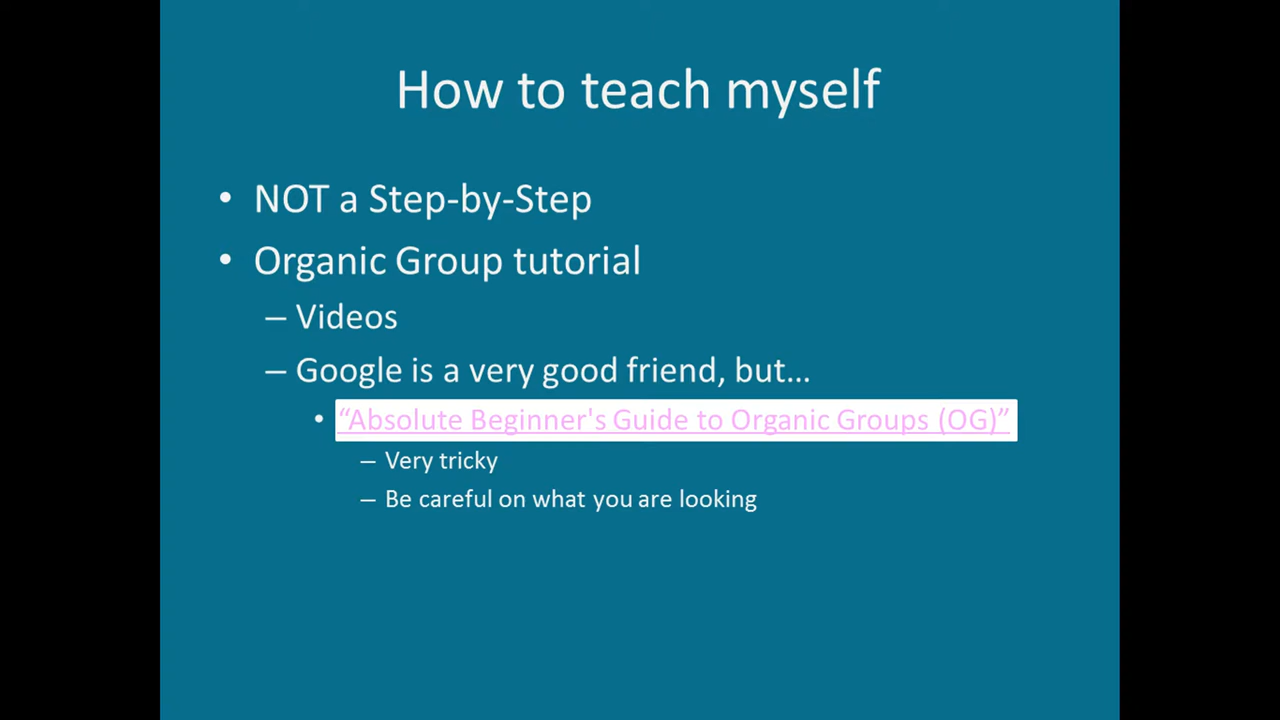 How to teach myself
• NOT a Step-by-Step
• Organic Group tutorial
– Videos
– Google is a very good friend, but...
• “Absolute Beginner's Guide to Organic Groups (OG)”
– Very tricky
– Be careful on what you are looking